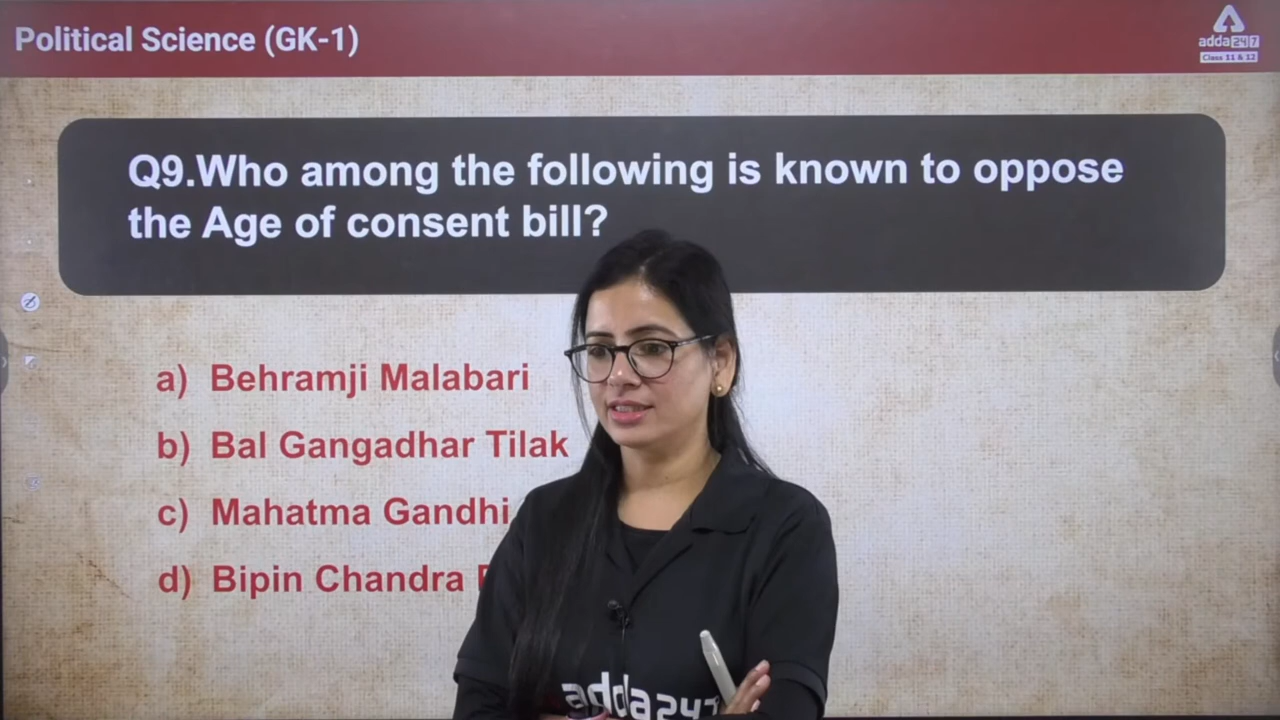 Political Science (GK-1)
adda247
Class 11 & 12
Q9.Who among the following is known to oppose
the Age of consent bill?
a) Behramji Malabari
b) Bal Gangadhar Tilak
c) Mahatma Gandhi
d) Bipin Chandra
adda247